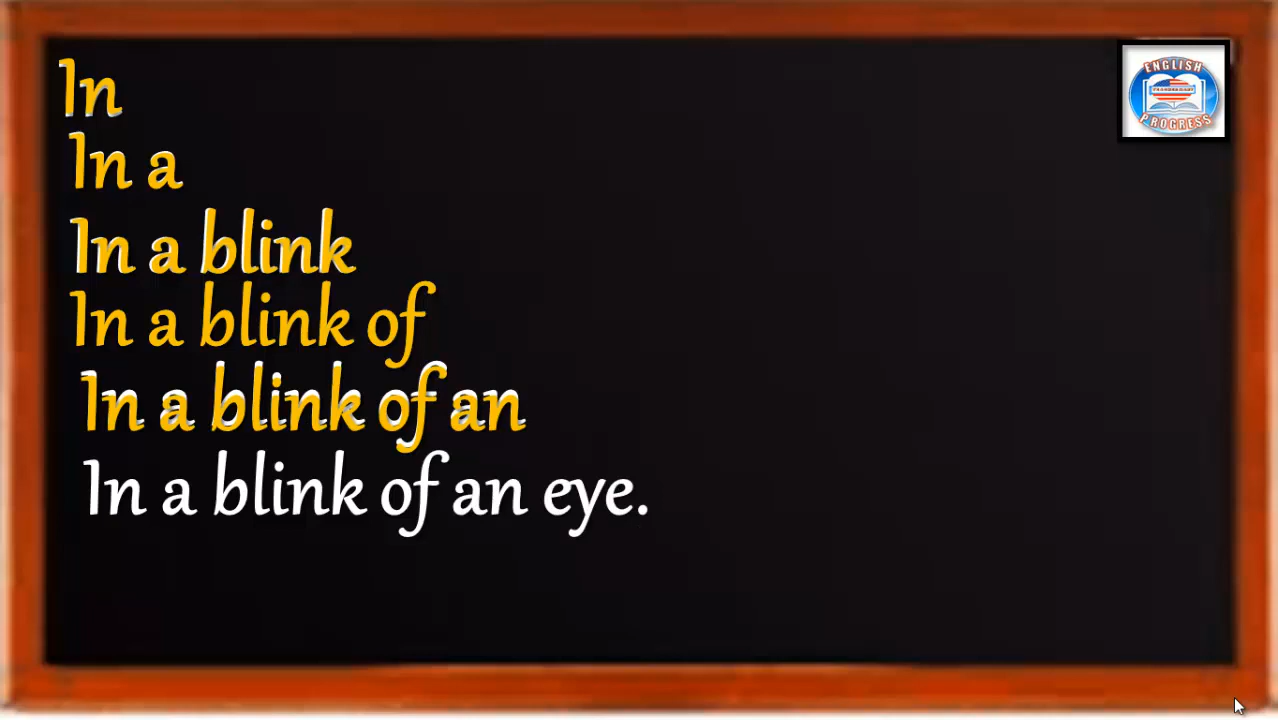 In
In a
In a blink
In a blink of
In a blink of an
In a blink of an eye.
ENGLISH
PROGRESS